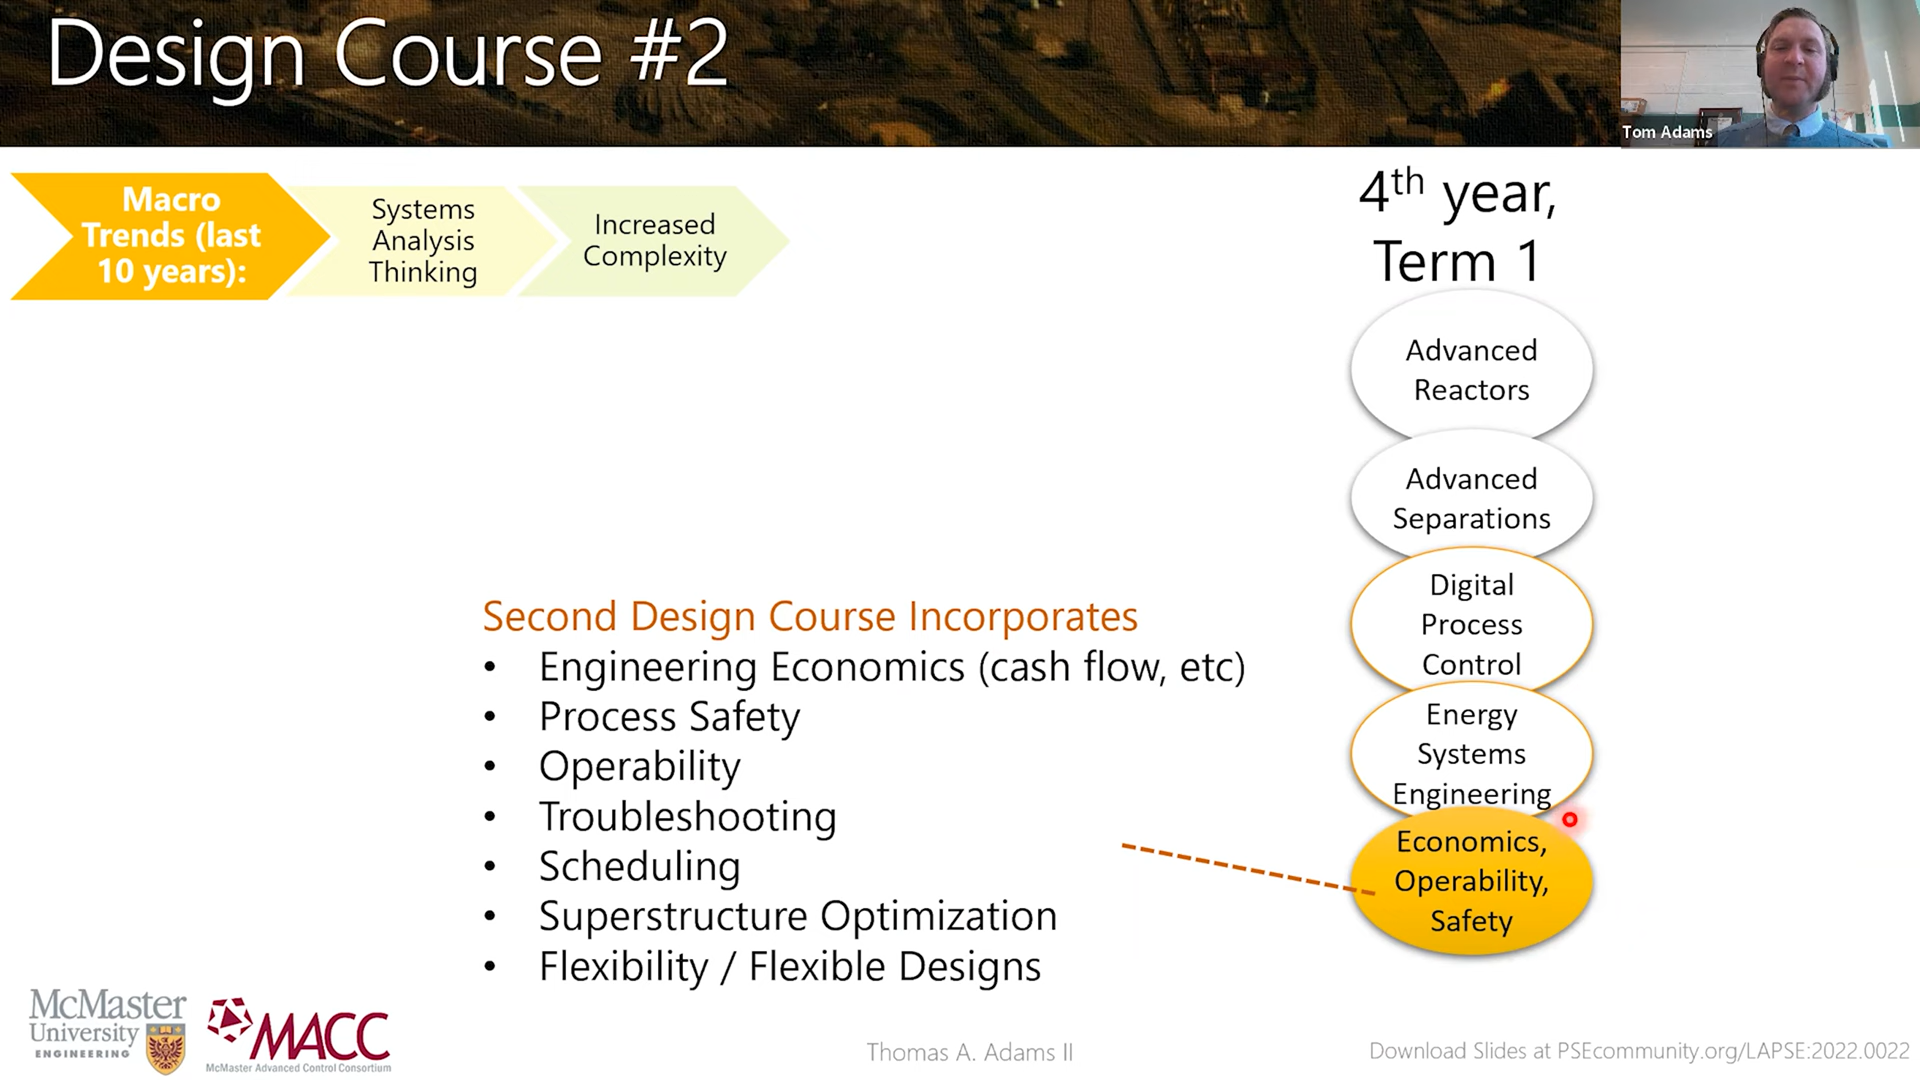 Design Course #2
Tom Adams
Macro
Trends (last
10 years):
Systems
Analysis
Thinking
Increased
Complexity
4th year,
Term 1
Advanced
Reactors
Advanced
Separations
Digital
Process
Control
Energy
Systems
Engineering
Economics,
Operability,
Safety
Second Design Course Incorporates
• Engineering Economics (cash flow, etc)
• Process Safety
• Operability
• Troubleshooting
• Scheduling
• Superstructure Optimization
• Flexibility / Flexible Designs
McMaster
University
ENGINEERING
MACC
McMaster Advanced Control Consortium
Thomas A. Adams II
Download Slides at PSEcommunity.org/LAPSE:2022.0022